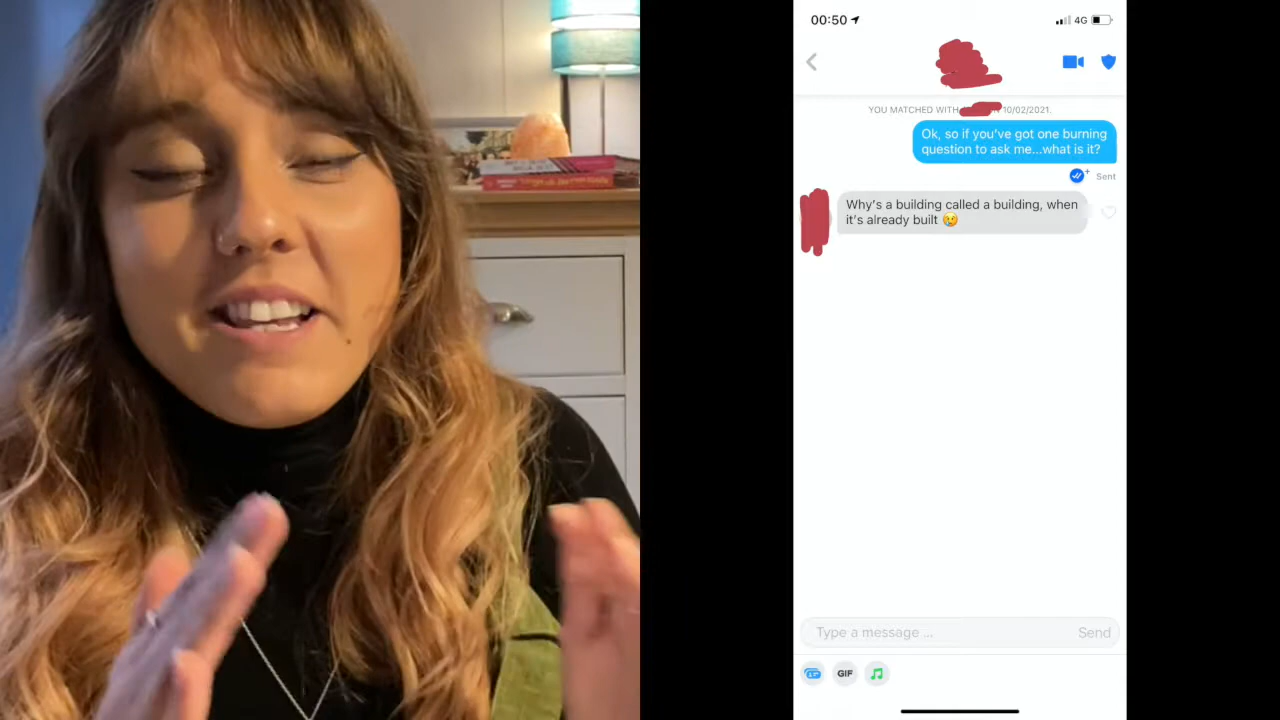 00:50
4G
YOU MATCHED WITH 10/02/2021.
Ok, so if you've got one burning
question to ask me...what is it?
Sent
Why's a building called a building, when
it's already built 😢
Type a message ...
Send
GIF